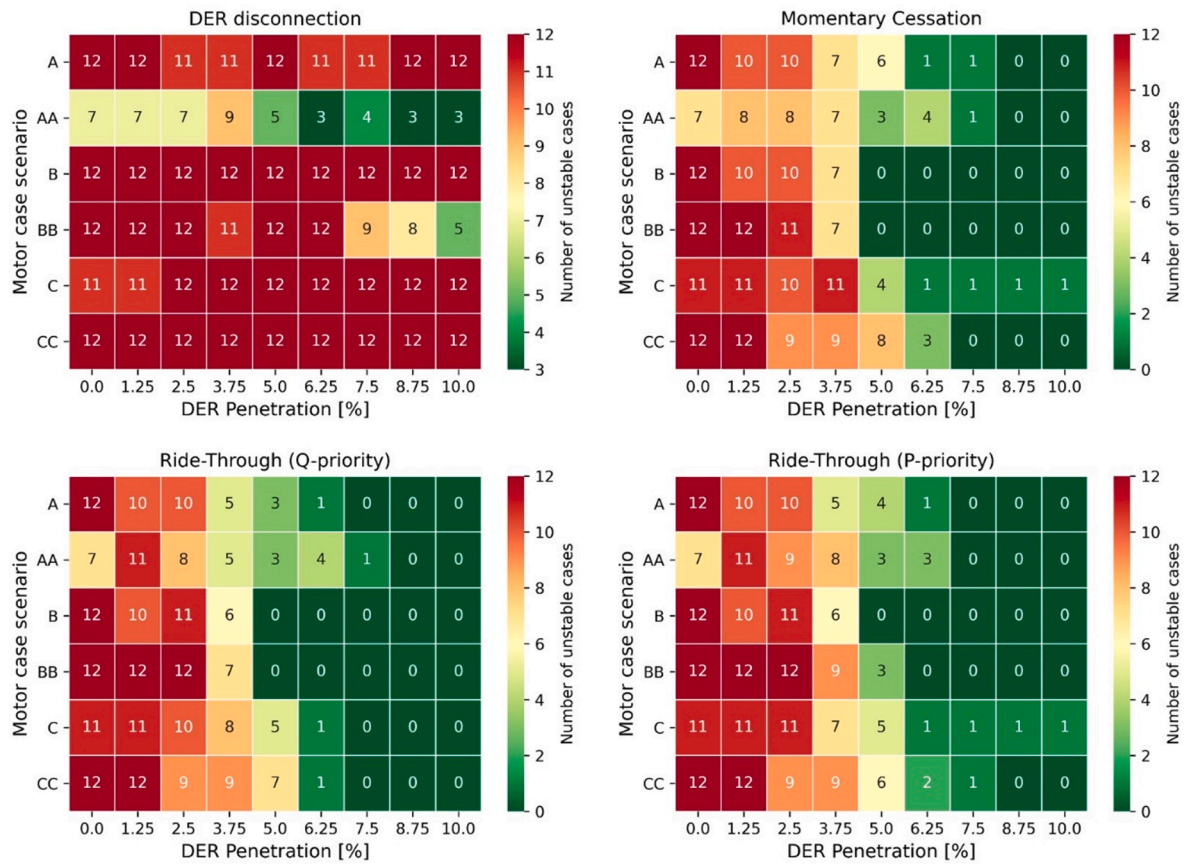 DER disconnection
Motor case scenario
A 12 12 11 11 12 11 11 12 12
AA 7 7 7 9 5 3 4 3 3
B 12 12 12 12 12 12 12 12 12
BB 12 12 12 11 12 12 9 8 5
C 11 11 12 12 12 12 12 12 12
CC 12 12 12 12 12 12 12 12 12
0.0 1.25 2.5 3.75 5.0 6.25 7.5 8.75 10.0
DER Penetration [%]
12
11
10
9
8
7
6
5
4
3
Number of unstable cases
Momentary Cessation
Motor case scenario
A 12 10 10 7 6 1 1 0 0
AA 7 8 8 7 3 4 1 0 0
B 12 10 10 7 0 0 0 0 0
BB 12 12 11 7 0 0 0 0 0
C 11 11 10 11 4 1 1 1 1
CC 12 12 9 9 8 3 0 0 0
0.0 1.25 2.5 3.75 5.0 6.25 7.5 8.75 10.0
DER Penetration [%]
12
10
8
6
4
2
0
Number of unstable cases
Ride-Through (Q-priority)
Motor case scenario
A 12 10 10 5 3 1 0 0 0
AA 7 11 8 5 3 4 1 0 0
B 12 10 11 6 0 0 0 0 0
BB 12 12 12 7 0 0 0 0 0
C 11 11 10 8 5 1 0 0 0
CC 12 12 9 9 7 1 0 0 0
0.0 1.25 2.5 3.75 5.0 6.25 7.5 8.75 10.0
DER Penetration [%]
12
10
8
6
4
2
0
Number of unstable cases
Ride-Through (P-priority)
Motor case scenario
A 12 10 10 5 4 1 0 0 0
AA 7 11 9 8 3 3 0 0 0
B 12 10 11 6 0 0 0 0 0
BB 12 12 12 9 3 0 0 0 0
C 11 11 11 7 5 1 1 1 1
CC 12 12 9 9 6 2 1 0 0
0.0 1.25 2.5 3.75 5.0 6.25 7.5 8.75 10.0
DER Penetration [%]
12
10
8
6
4
2
0
Number of unstable cases